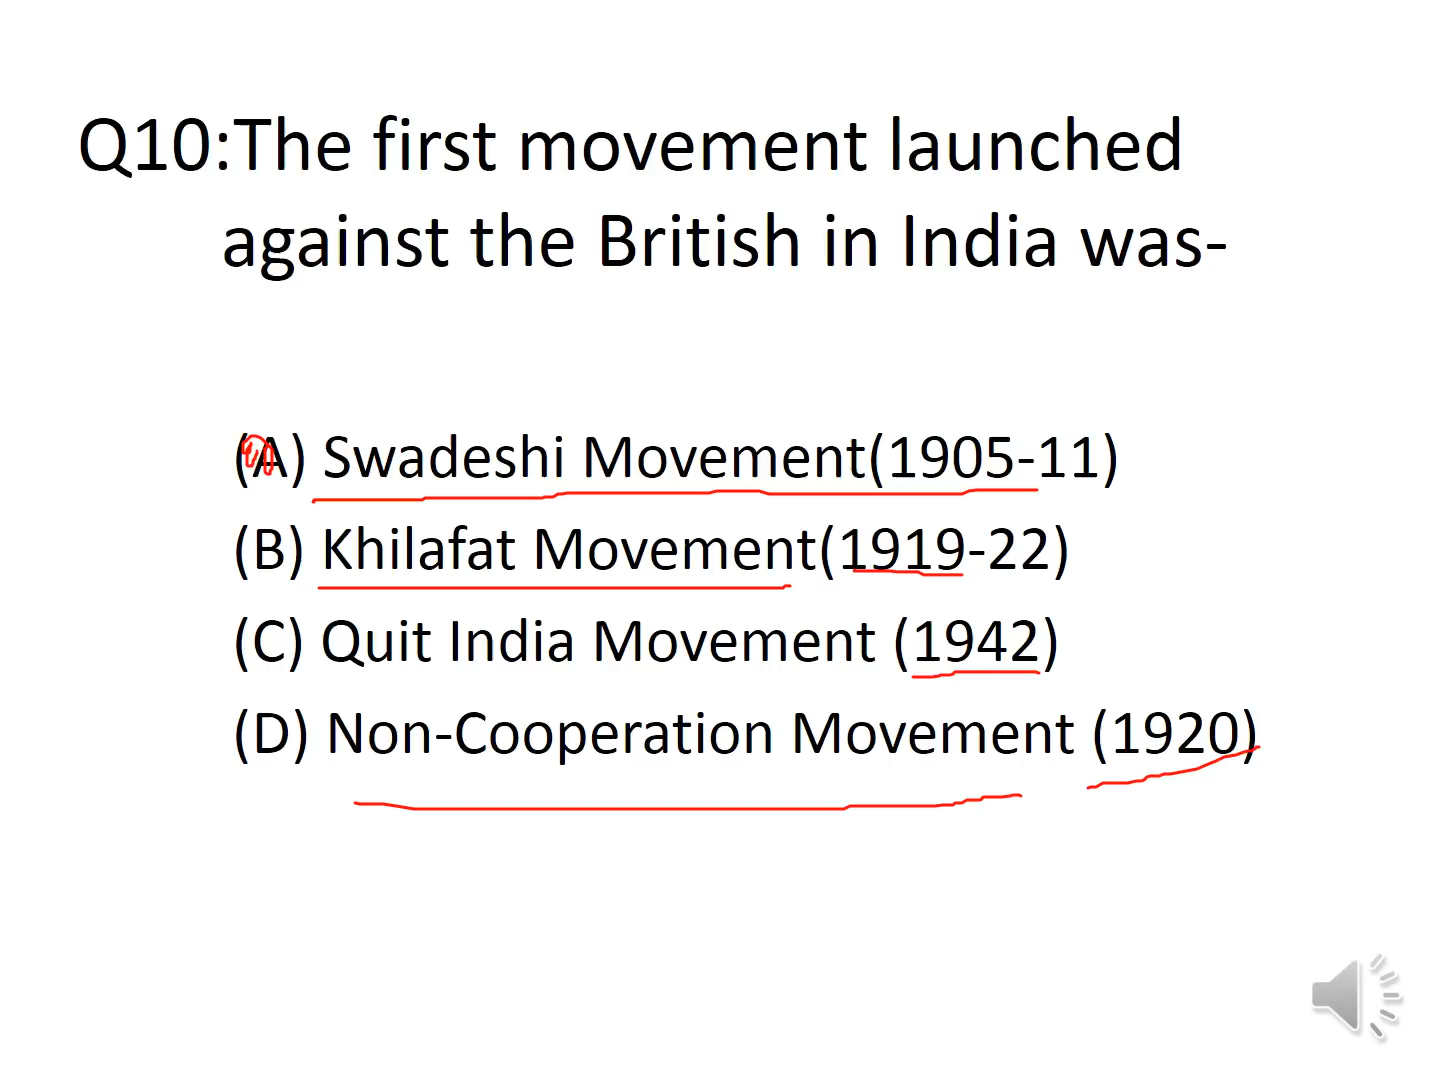 Q10:The first movement launched
against the British in India was-
(A) Swadeshi Movement(1905-11)
(B) Khilafat Movement(1919-22)
(C) Quit India Movement (1942)
(D) Non-Cooperation Movement (1920)